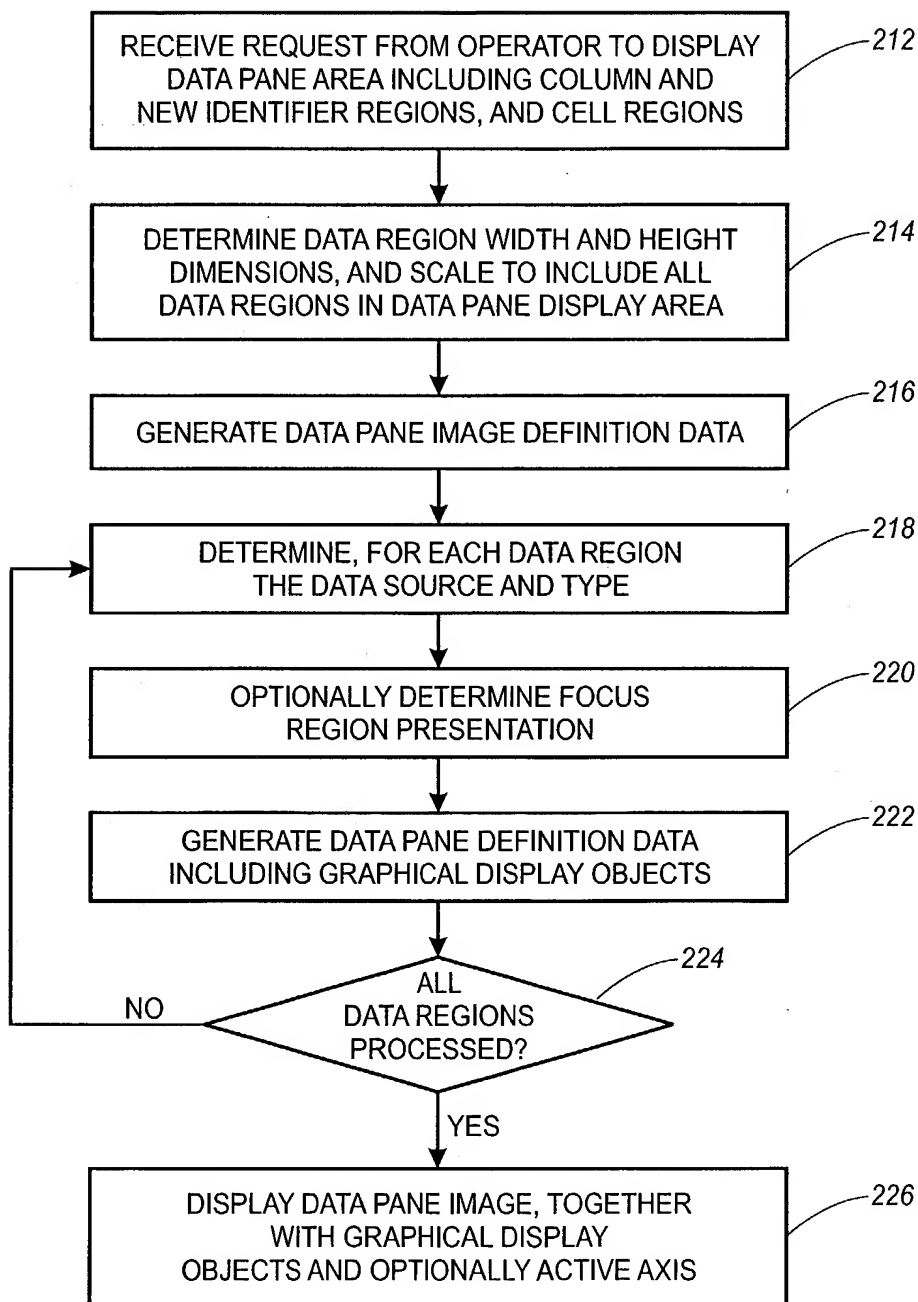 RECEIVE REQUEST FROM OPERATOR TO DISPLAY
DATA PANE AREA INCLUDING COLUMN AND
NEW IDENTIFIER REGIONS, AND CELL REGIONS
212
DETERMINE DATA REGION WIDTH AND HEIGHT
DIMENSIONS, AND SCALE TO INCLUDE ALL
DATA REGIONS IN DATA PANE DISPLAY AREA
214
GENERATE DATA PANE IMAGE DEFINITION DATA
216
DETERMINE, FOR EACH DATA REGION
THE DATA SOURCE AND TYPE
218
OPTIONALLY DETERMINE FOCUS
REGION PRESENTATION
220
GENERATE DATA PANE DEFINITION DATA
INCLUDING GRAPHICAL DISPLAY OBJECTS
222
ALL
DATA REGIONS
PROCESSED?
224
NO
YES
DISPLAY DATA PANE IMAGE, TOGETHER
WITH GRAPHICAL DISPLAY
OBJECTS AND OPTIONALLY ACTIVE AXIS
226